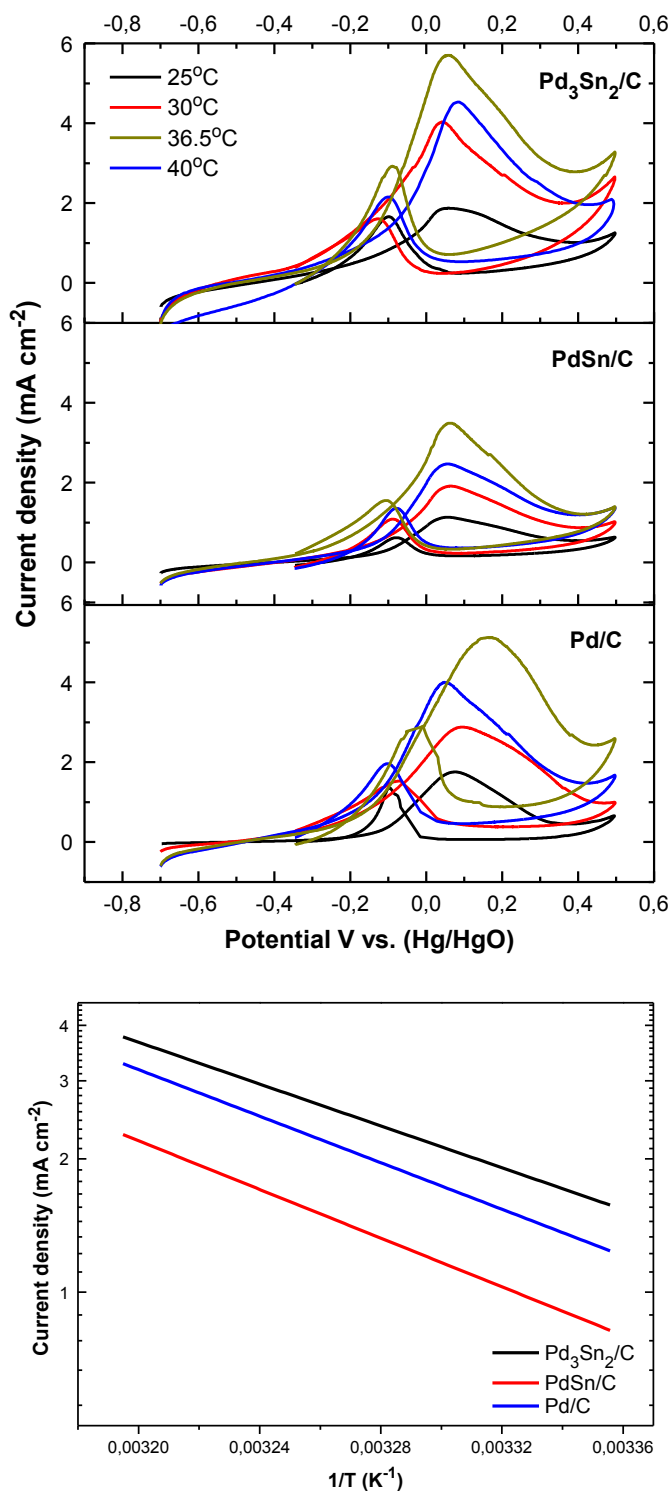 -0,8 -0,6 -0,4 -0,2 0,0 0,2 0,4 0,6
6
25°C
30°C
36.5°C
40°C
Pd3Sn2/C
4
2
0
6
PdSn/C
4
2
0
6
Pd/C
4
2
0
Current density (mA cm-2)
-0,8 -0,6 -0,4 -0,2 0,0 0,2 0,4 0,6
Potential V vs. (Hg/HgO)
4
3
2
1
Current density (mA cm-2)
Pd3Sn2/C
PdSn/C
Pd/C
0,00320 0,00324 0,00328 0,00332 0,00336
1/T (K-1)